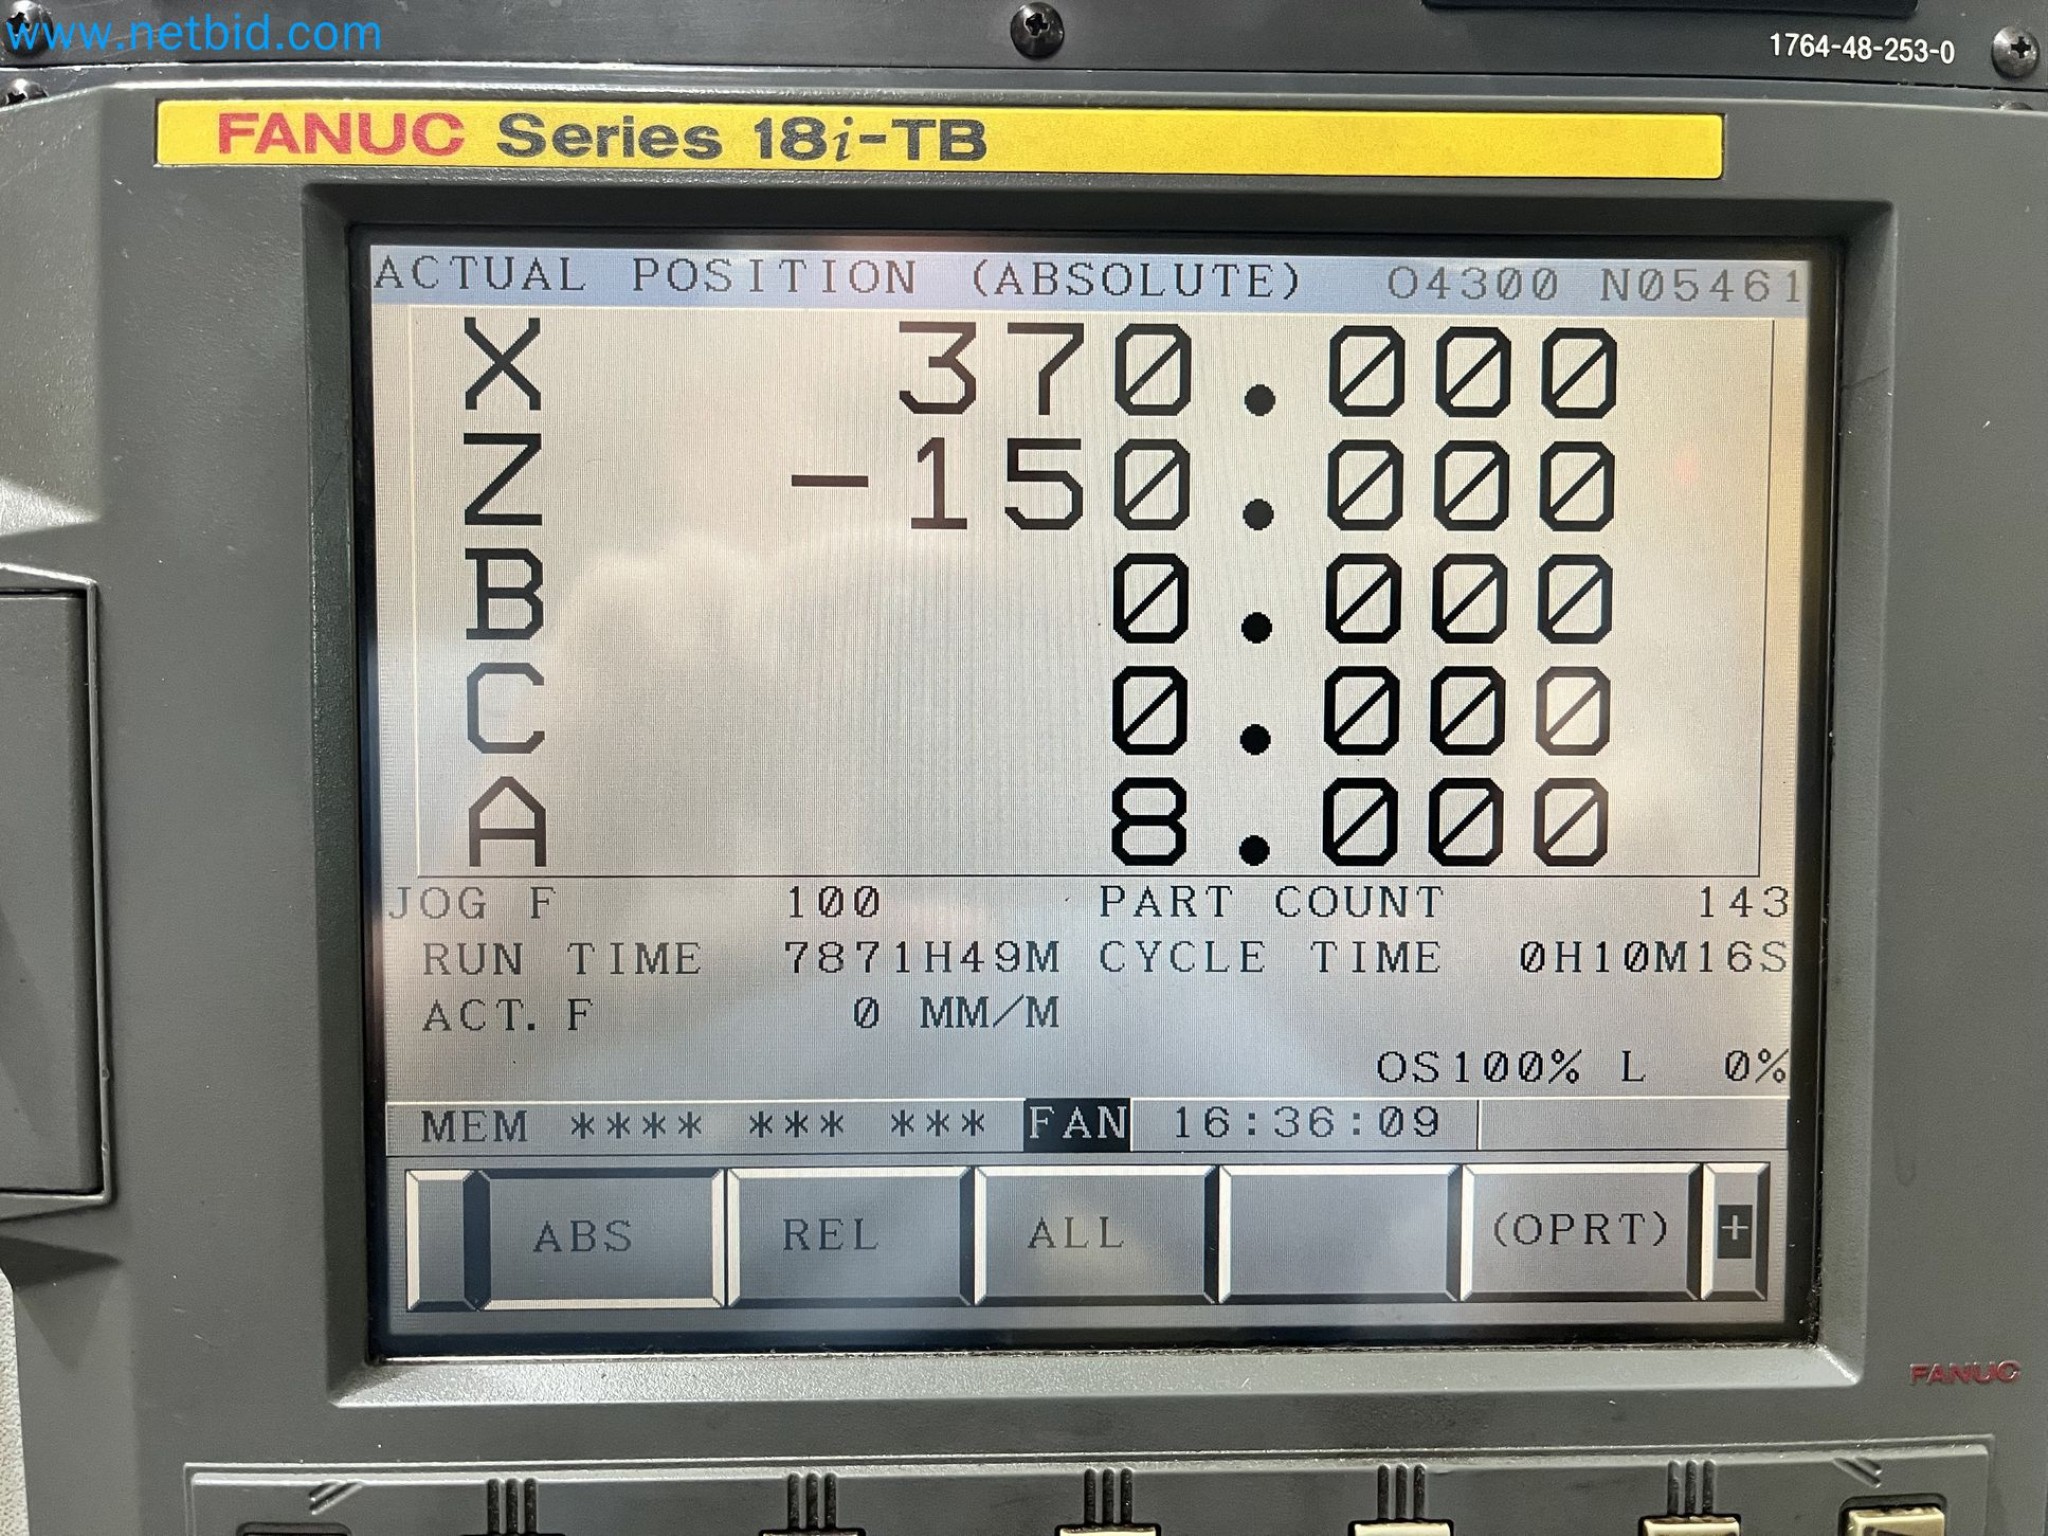 www.netbid.com
1764-48-253-0
FANUC Series 18i-TB
ACTUAL POSITION (ABSOLUTE) O4300 N05461
X 370.000
Z -150.000
B 0.000
C 0.000
A 8.000
JOG F 100 PART COUNT 143
RUN TIME 7871H49M CYCLE TIME 0H10M16S
ACT. F 0 MM/M
OS100% L 0%
MEM **** *** *** FAN 16:36:09
ABS REL ALL (OPRT) +
FANUC